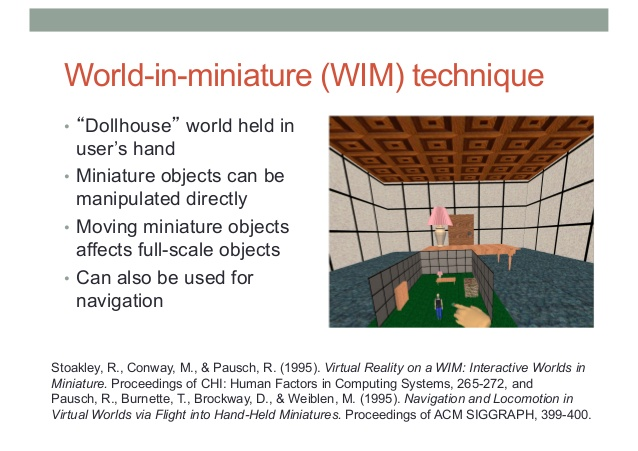 World-in-miniature (WIM) technique
• “Dollhouse” world held in
user’s hand
• Miniature objects can be
manipulated directly
• Moving miniature objects
affects full-scale objects
• Can also be used for
navigation
Stoakley, R., Conway, M., & Pausch, R. (1995). Virtual Reality on a WIM: Interactive Worlds in
Miniature. Proceedings of CHI: Human Factors in Computing Systems, 265-272, and
Pausch, R., Burnette, T., Brockway, D., & Weiblen, M. (1995). Navigation and Locomotion in
Virtual Worlds via Flight into Hand-Held Miniatures. Proceedings of ACM SIGGRAPH, 399-400.